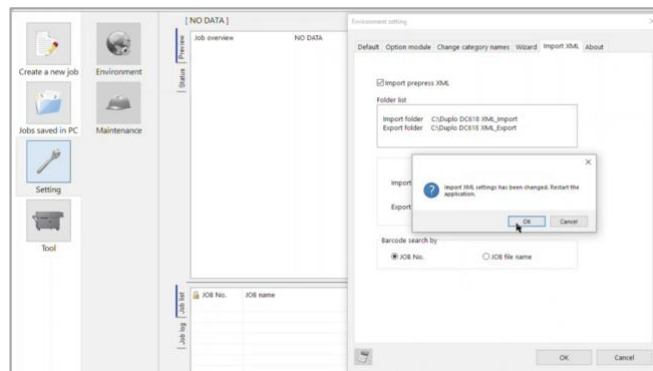 [ NO DATA ]
Create a new job
Environment
Jobs saved in PC
Maintenance
Setting
Tool
Preview
Status
Job overview
NO DATA
Job list
Job log
JOB No.
JOB name
Environment setting
Default
Option module
Change category names
Wizard
Import XML
About
Import prepress XML
Folder list
Import folder C:\Duplo DC618 XML_Import
Export folder C:\Duplo DC618 XML_Export
Import
Export
Import XML settings has been changed. Restart the
application.
OK Cancel
Barcode search by
JOB No.
JOB file name
OK Cancel